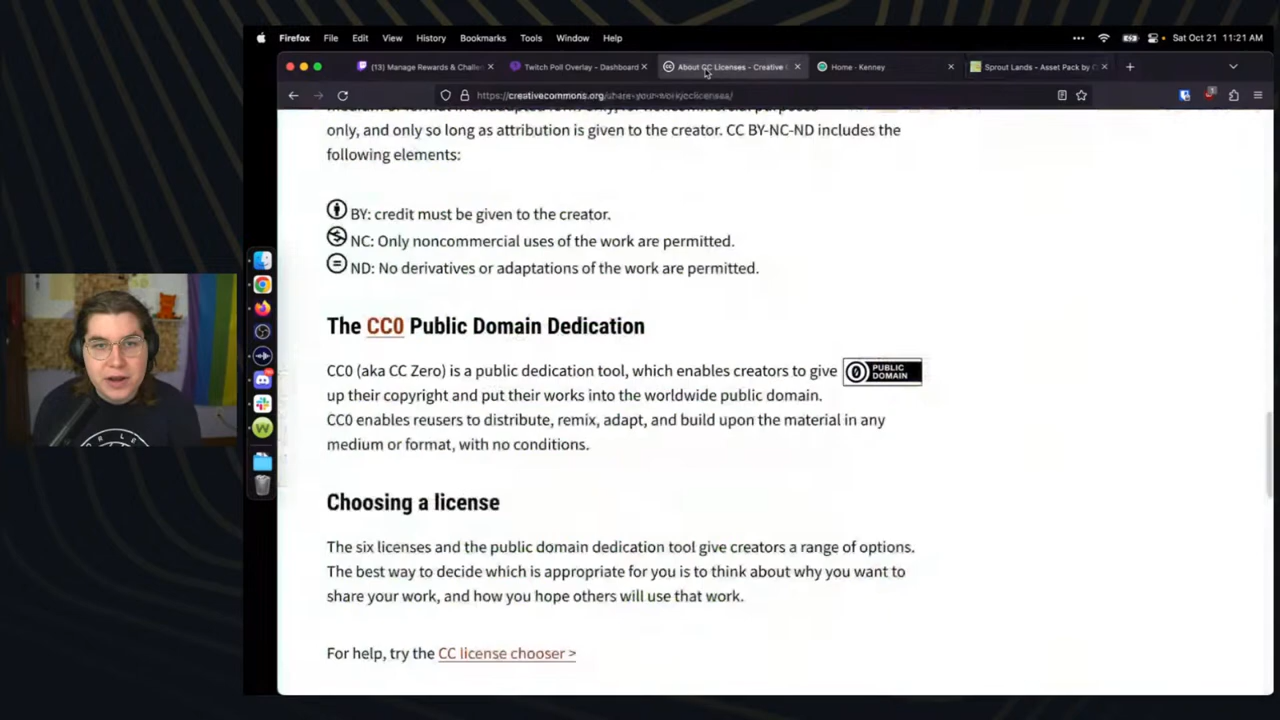 Firefox File Edit View History Bookmarks Tools Window Help
Sat Oct 21 11:21 AM
(13) Manage Rewards & Challe
Twitch Poll Overlay - Dashboard
About CC Licenses - Creative
Home · Kenney
Sprout Lands - Asset Pack by
https://creativecommons.org/share-your-work/cclicenses/
only, and only so long as attribution is given to the creator. CC BY-NC-ND includes the
following elements:
BY: credit must be given to the creator.
NC: Only noncommercial uses of the work are permitted.
ND: No derivatives or adaptations of the work are permitted.
The CC0 Public Domain Dedication
CC0 (aka CC Zero) is a public dedication tool, which enables creators to give
PUBLIC
DOMAIN
up their copyright and put their works into the worldwide public domain.
CC0 enables reusers to distribute, remix, adapt, and build upon the material in any
medium or format, with no conditions.
Choosing a license
The six licenses and the public domain dedication tool give creators a range of options.
The best way to decide which is appropriate for you is to think about why you want to
share your work, and how you hope others will use that work.
For help, try the CC license chooser >